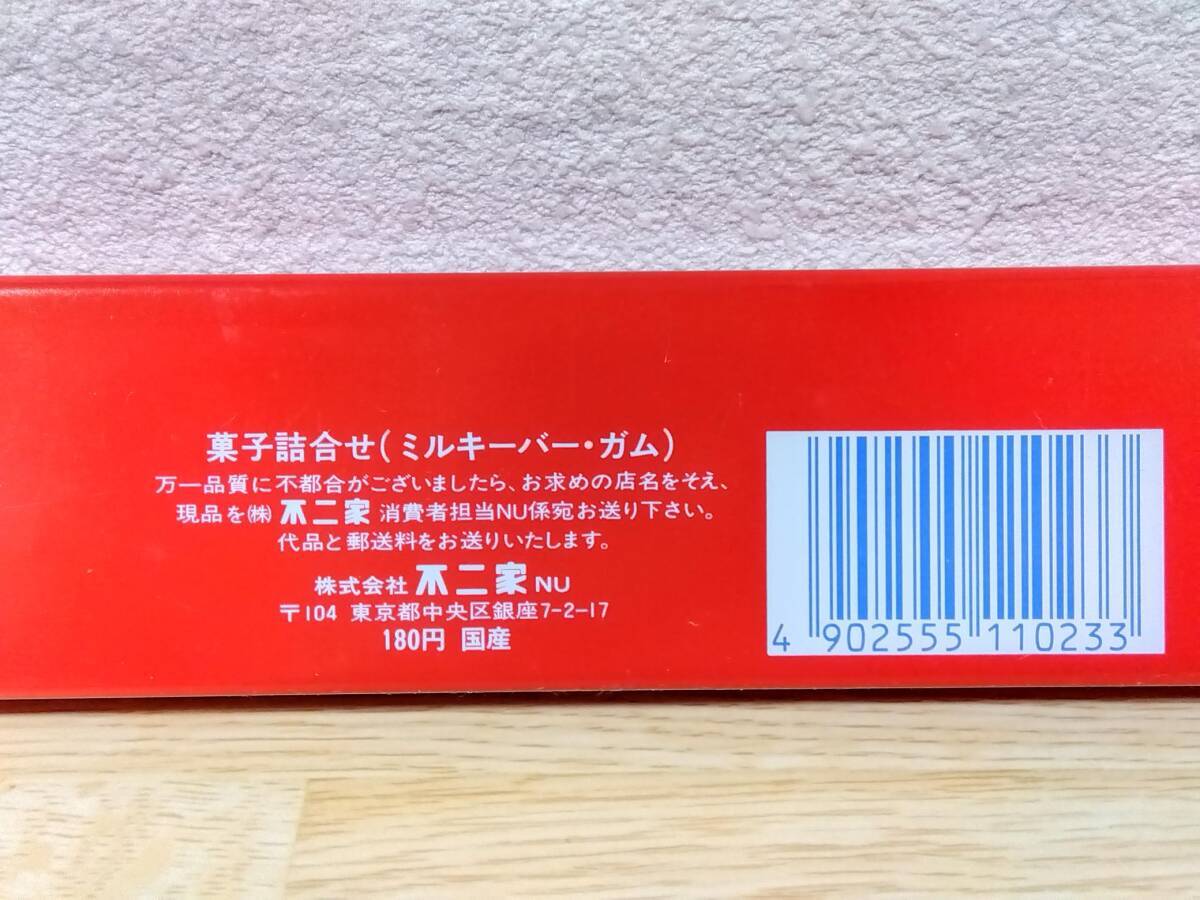 菓子詰合せ(ミルキーバー・ガム)
万一品質に不都合がございましたら、お求めの店名をそえ、
現品を㈱不二家消費者担当NU係宛お送り下さい。
代品と郵送料をお送りいたします。
株式会社 不二家 NU
〒104 東京都中央区銀座7-2-17
180円 国産
4 902555 110233